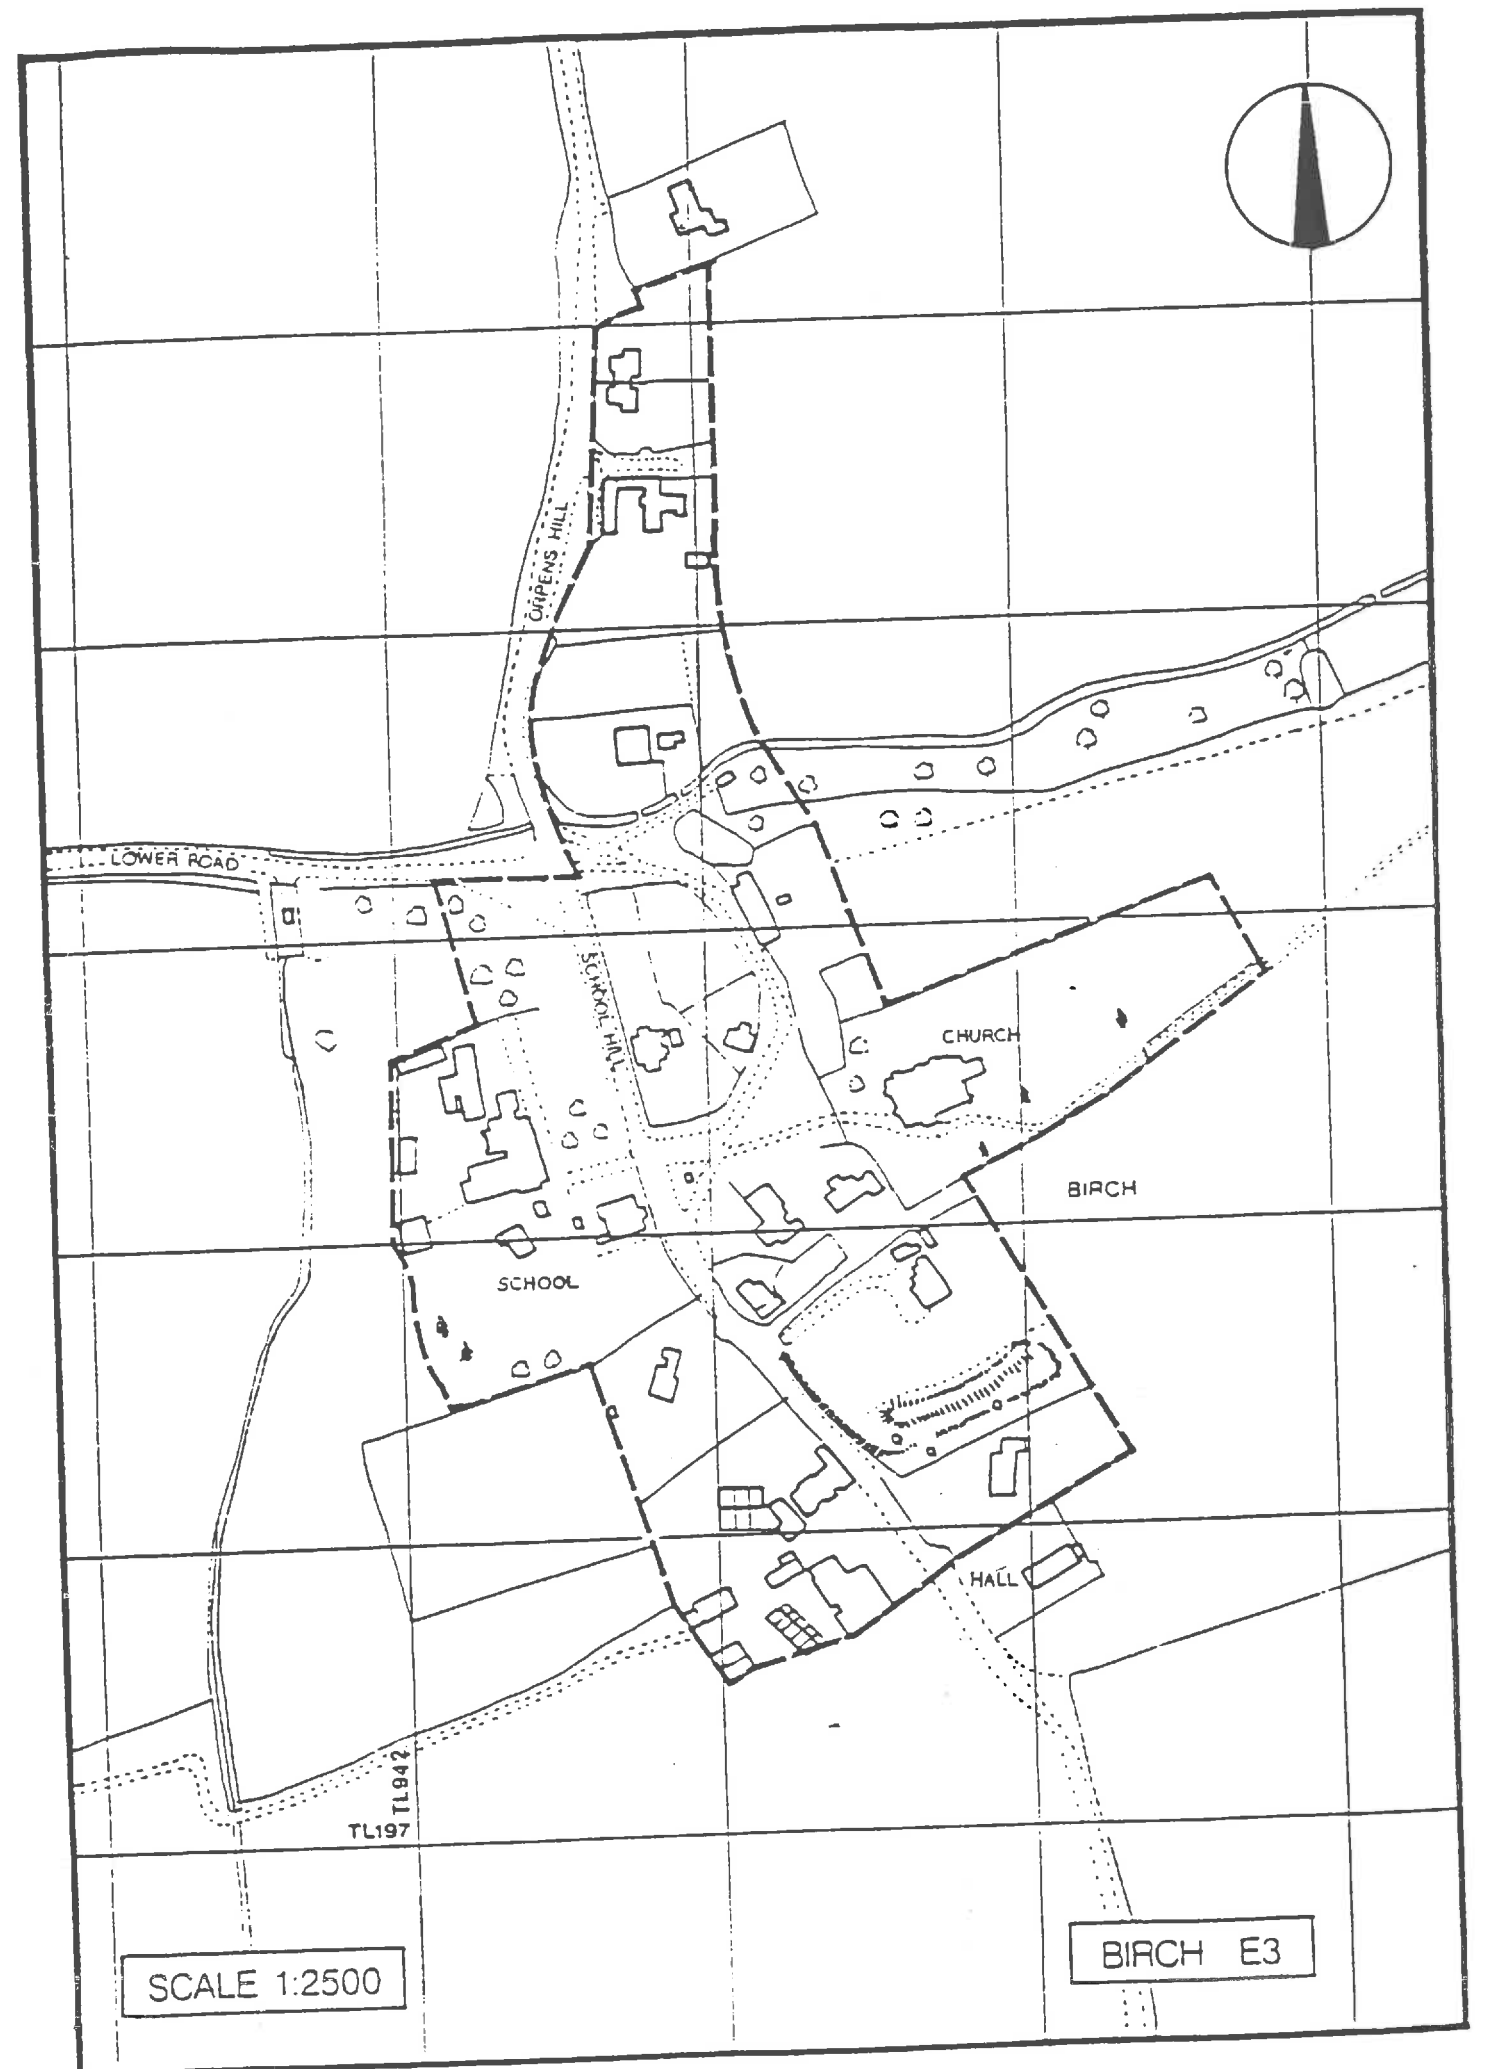 ORPENS HILL
LOWER ROAD
SCHOOL HILL
CHURCH
BIRCH
SCHOOL
HALL
TL942
TL197
SCALE 1:2500
BIRCH E3